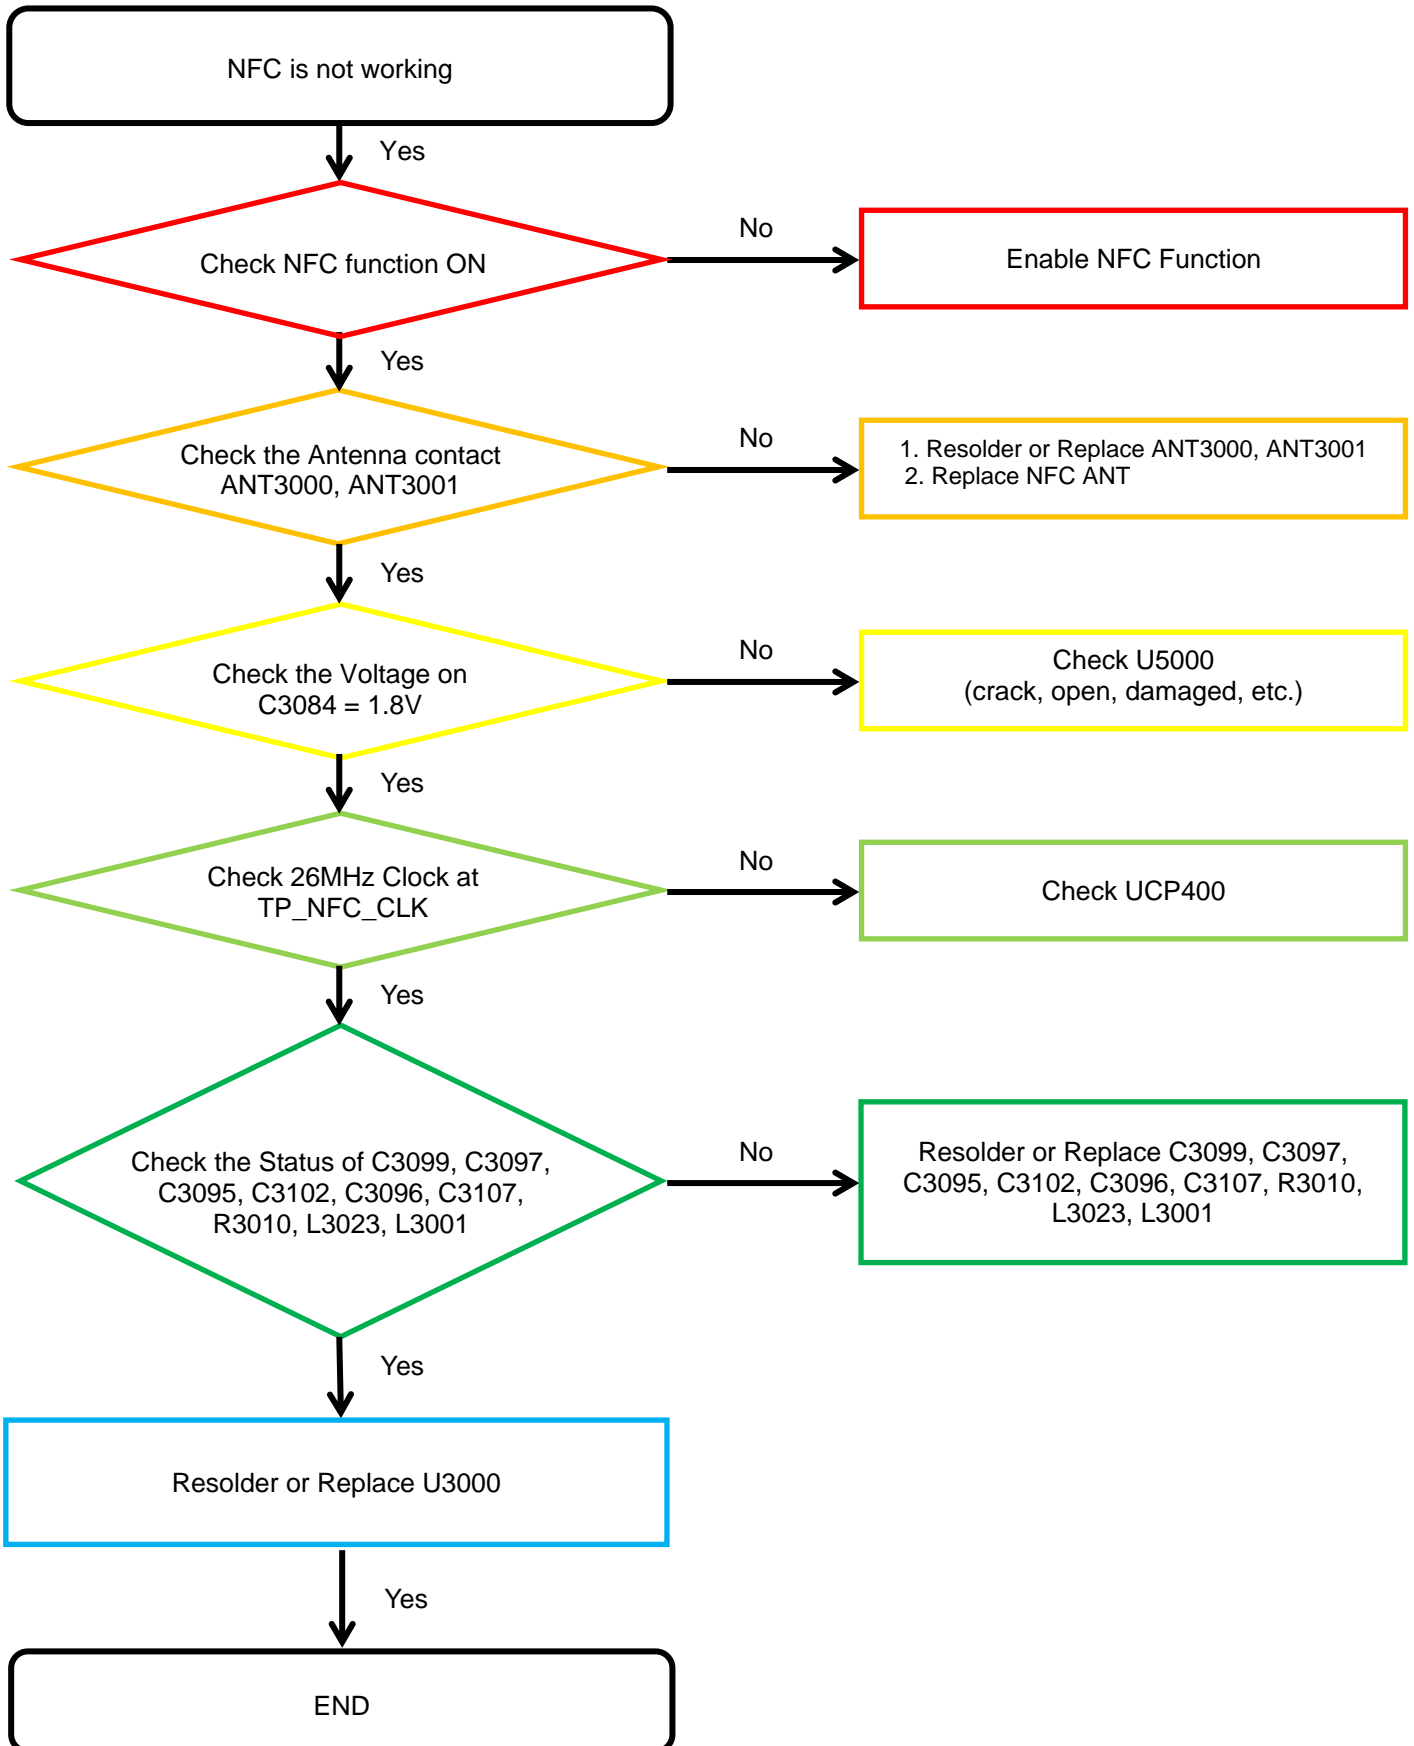 NFC is not working
Yes
Check NFC function ON
No
Enable NFC Function
Yes
Check the Antenna contact
ANT3000, ANT3001
No
1. Resolder or Replace ANT3000, ANT3001
2. Replace NFC ANT
Yes
Check the Voltage on
C3084 = 1.8V
No
Check U5000
(crack, open, damaged, etc.)
Yes
Check 26MHz Clock at
TP_NFC_CLK
No
Check UCP400
Yes
Check the Status of C3099, C3097,
C3095, C3102, C3096, C3107,
R3010, L3023, L3001
No
Resolder or Replace C3099, C3097,
C3095, C3102, C3096, C3107, R3010,
L3023, L3001
Yes
Resolder or Replace U3000
Yes
END